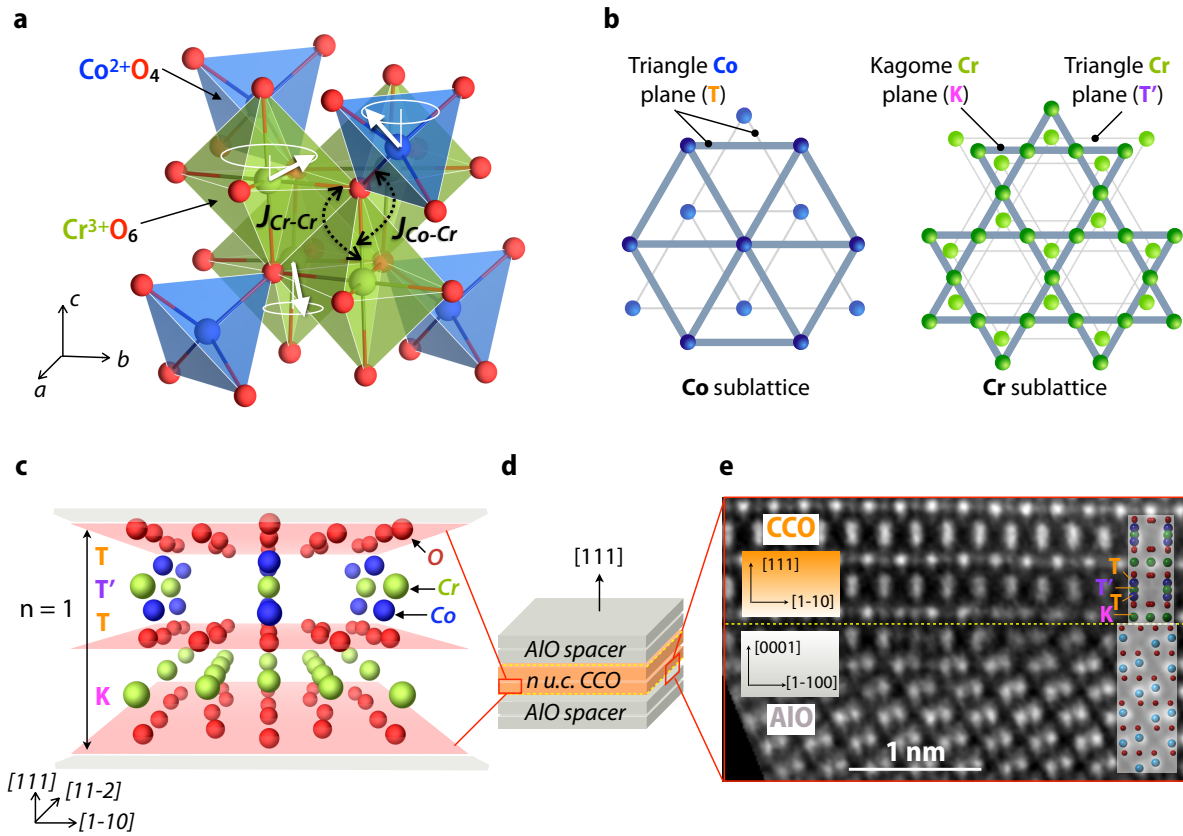 a
Co²⁺O₄
Cr³⁺O₆
J_Cr-Cr
J_Co-Cr
c
b
a
b
Triangle Co
plane (T)
Kagome Cr
plane (K)
Triangle Cr
plane (T’)
Co sublattice
Cr sublattice
c
T
T’
T
K
n = 1
O
Cr
Co
[111]
[11-2]
[1-10]
d
[111]
AlO spacer
n u.c. CCO
AlO spacer
e
CCO
[111]
[1-10]
T
T’
T
K
[0001]
[1-100]
AlO
1 nm